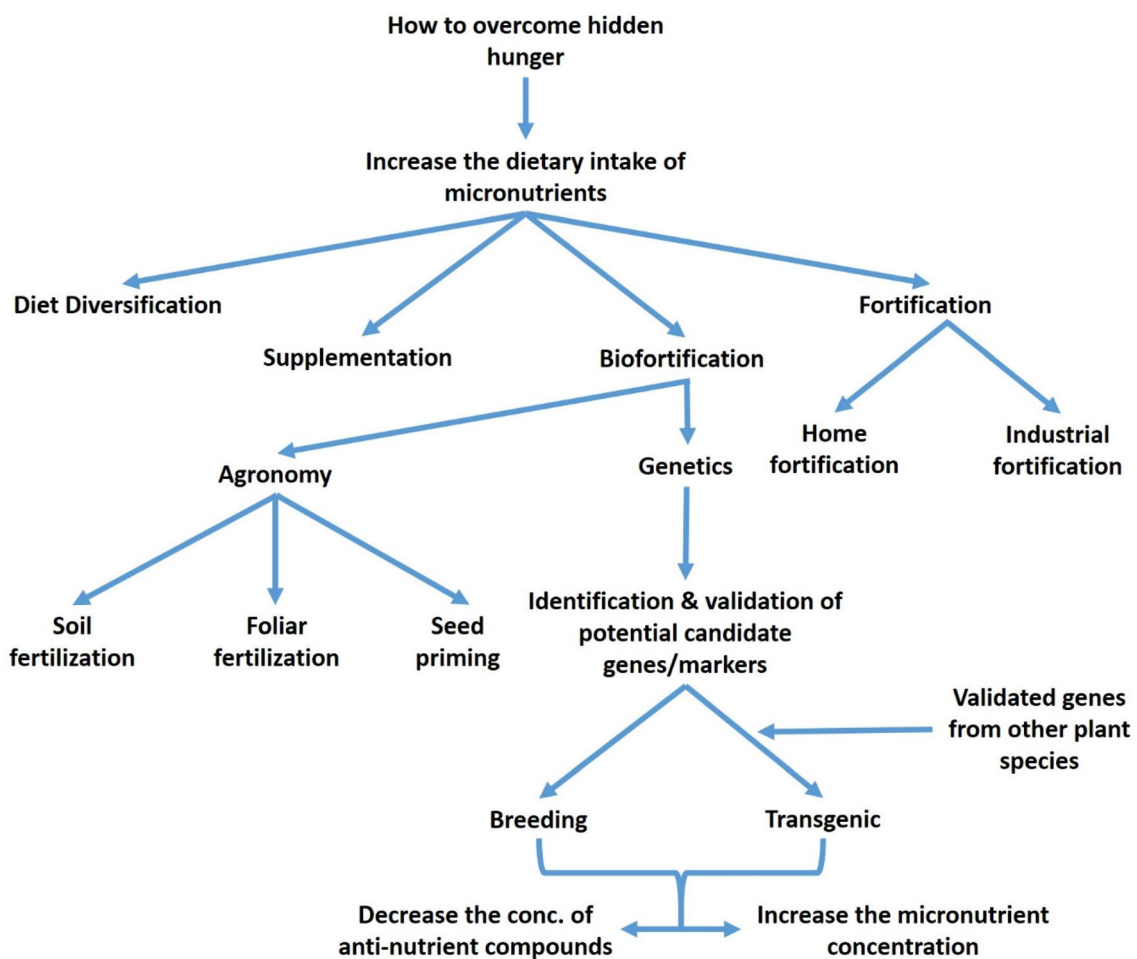 How to overcome hidden
hunger
Increase the dietary intake of
micronutrients
Diet Diversification
Fortification
Supplementation
Biofortification
Home
fortification
Industrial
fortification
Agronomy
Genetics
Soil
fertilization
Foliar
fertilization
Seed
priming
Identification & validation of
potential candidate
genes/markers
Validated genes
from other plant
species
Breeding
Transgenic
Decrease the conc. of
anti-nutrient compounds
Increase the micronutrient
concentration